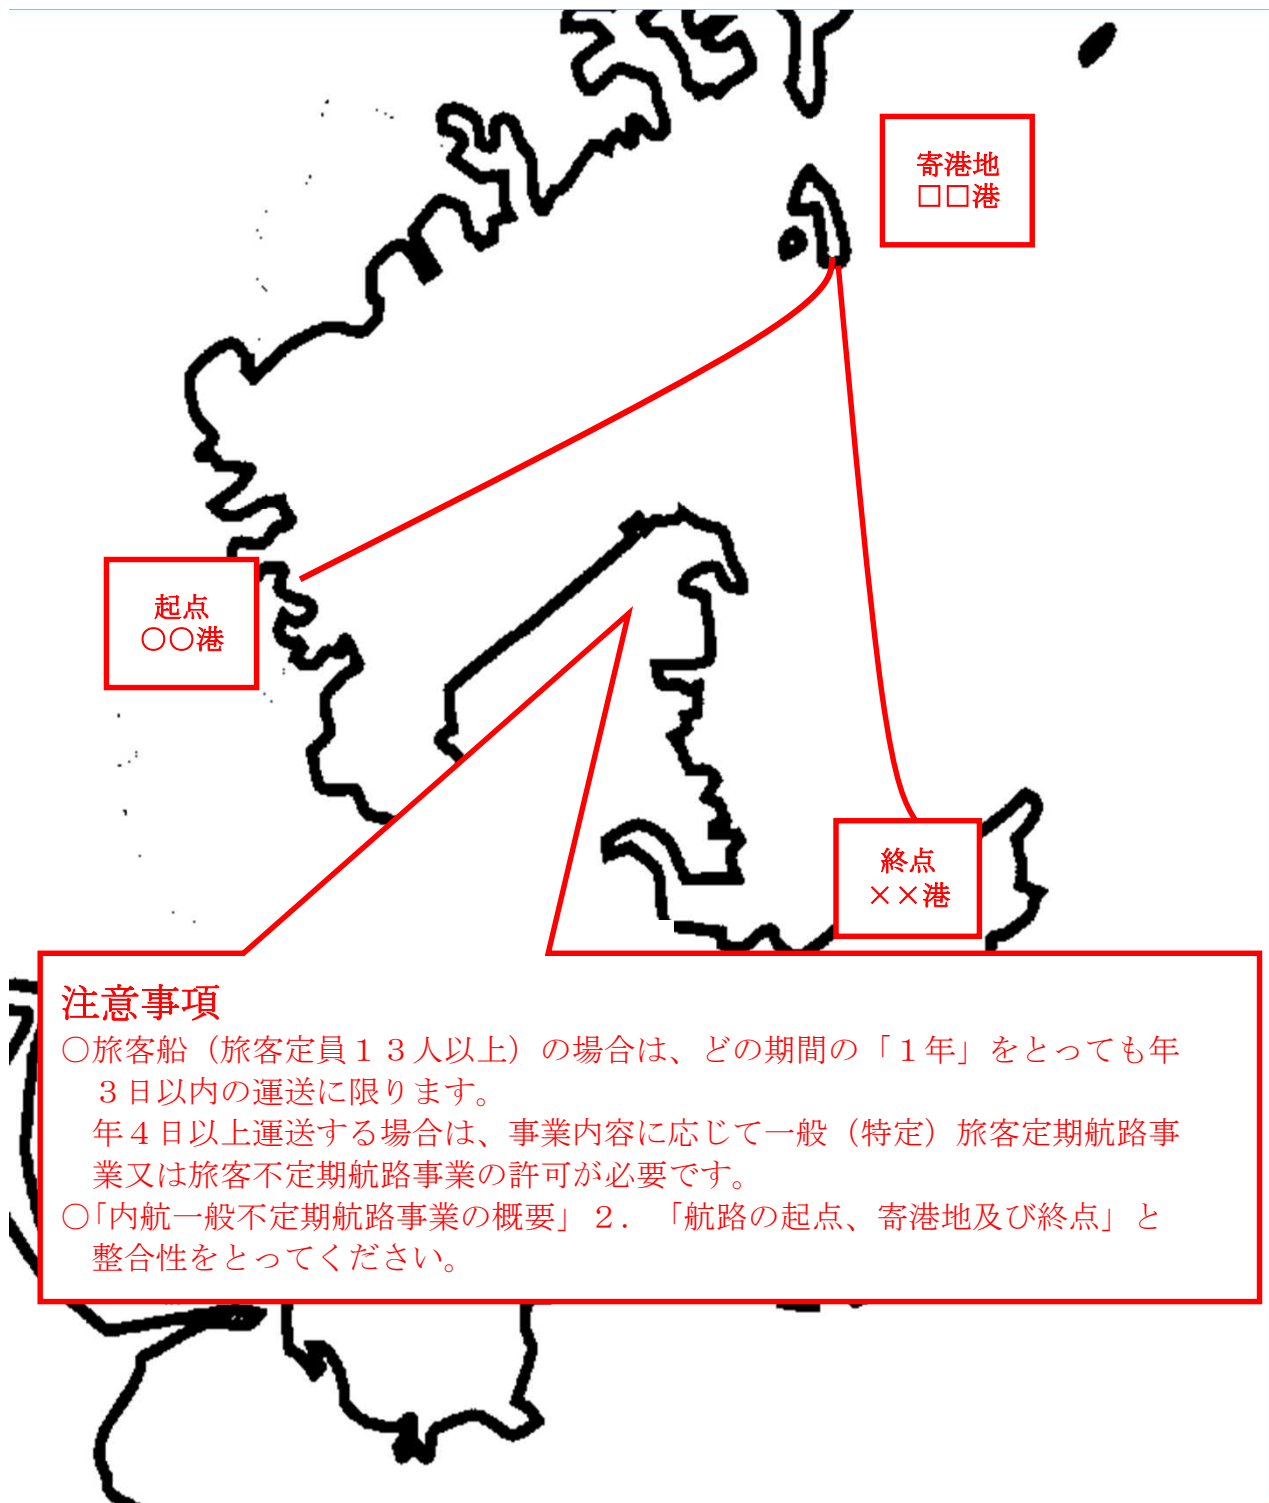 寄港地
□□港
起点
○○港
終点
××港
注意事項
○旅客船（旅客定員１３人以上）の場合は、どの期間の「１年」をとっても年
３日以内の運送に限ります。
年４日以上運送する場合は、事業内容に応じて一般（特定）旅客定期航路事
業又は旅客不定期航路事業の許可が必要です。
○「内航一般不定期航路事業の概要」２．「航路の起点、寄港地及び終点」と
整合性をとってください。